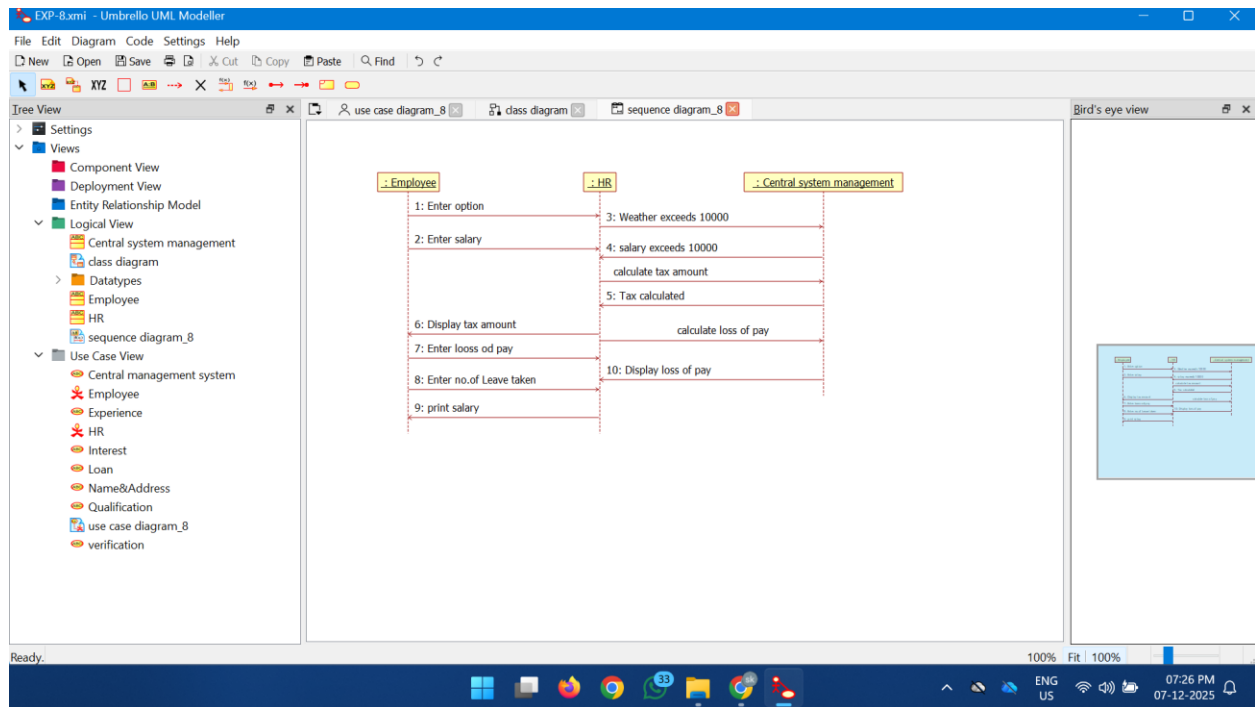 EXP-8.xmi - Umbrello UML Modeller
File Edit Diagram Code Settings Help
New Open Save Cut Copy Paste Find
XYZ XYZ A:B f(x) f(x)
Tree View
use case diagram_8 class diagram sequence diagram_8
Bird's eye view
Settings
Views
Component View
Deployment View
Entity Relationship Model
Logical View
ABC Central system management
class diagram
Datatypes
ABC Employee
ABC HR
sequence diagram_8
Use Case View
Central management system
Employee
Experience
HR
Interest
Loan
Name&Address
Qualification
use case diagram_8
verification
: Employee
: HR
: Central system management
1: Enter option
3: Weather exceeds 10000
2: Enter salary
4: salary exceeds 10000
calculate tax amount
5: Tax calculated
6: Display tax amount
calculate loss of pay
7: Enter looss od pay
10: Display loss of pay
8: Enter no.of Leave taken
9: print salary
Ready.
100% Fit 100%
33
ENG
US
07:26 PM
07-12-2025